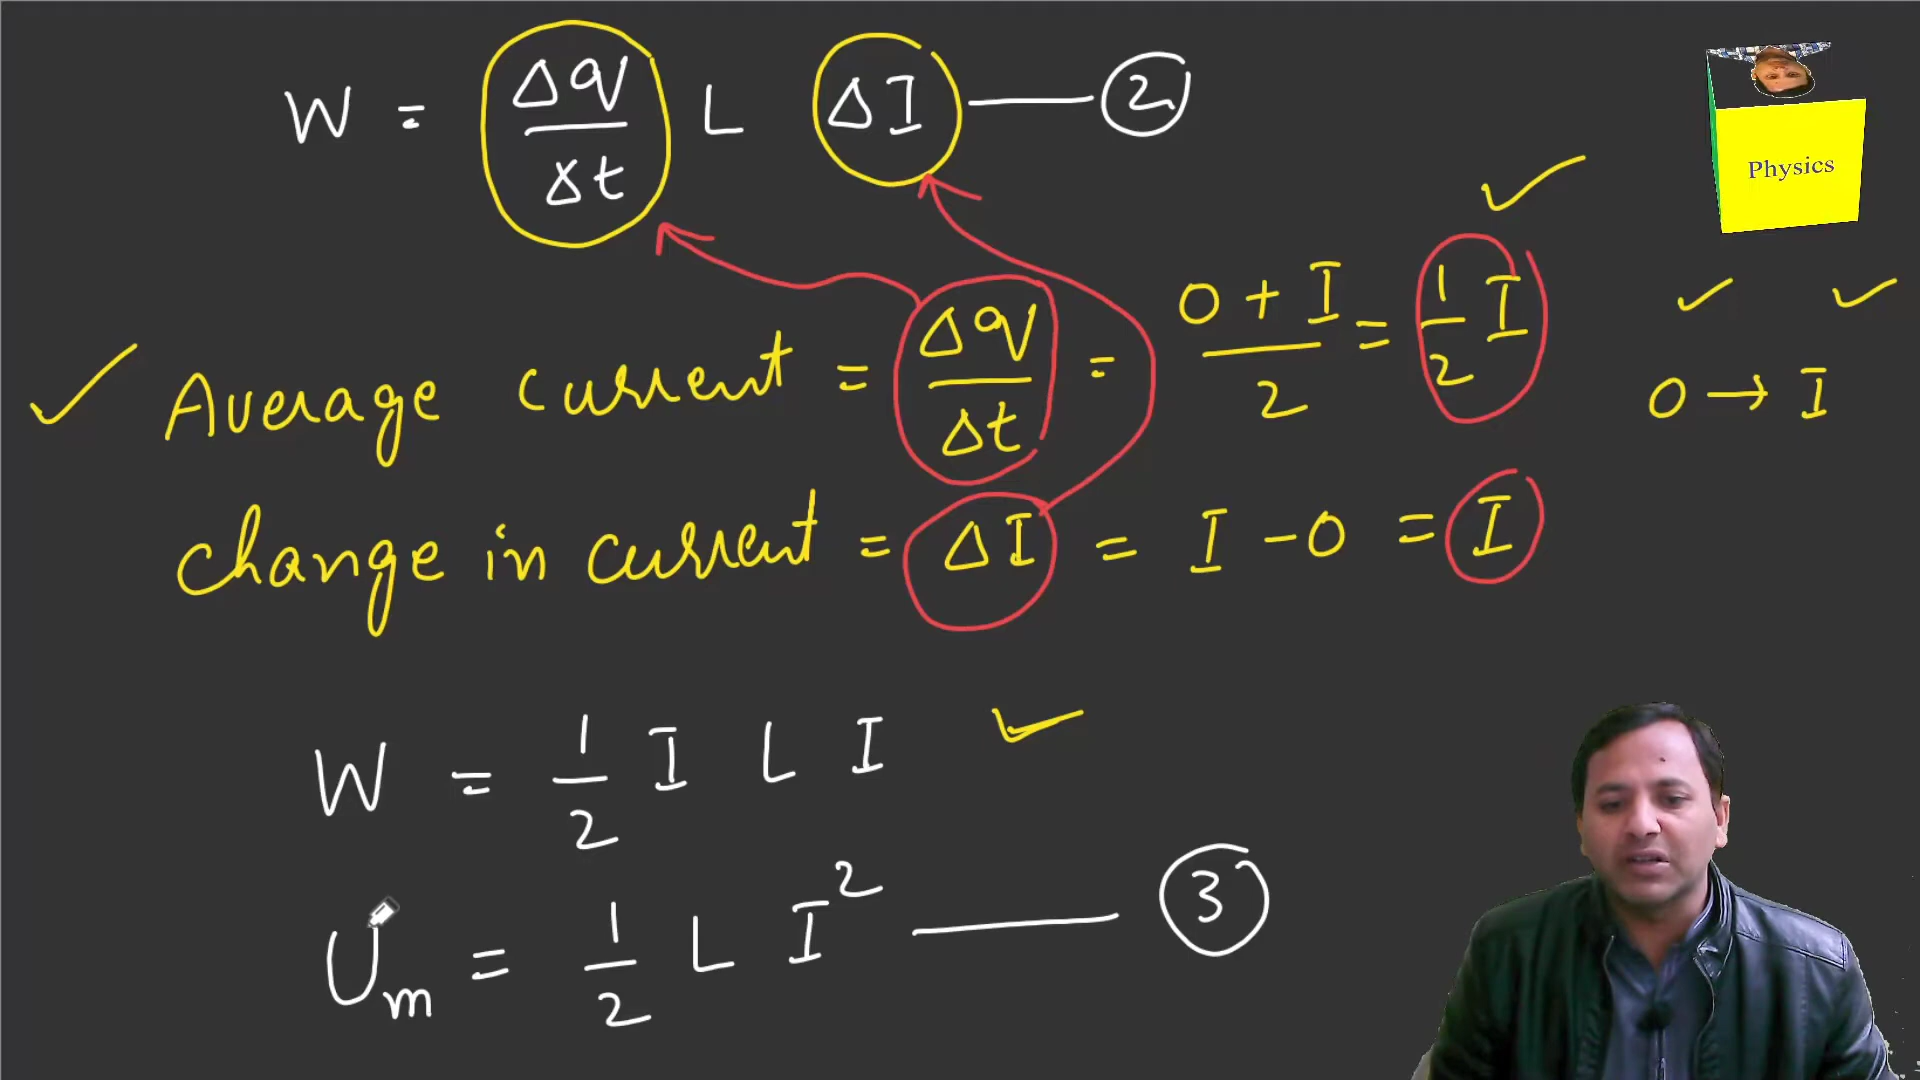 W = Δq/Δt L ΔI —— ②
Physics
Average current = Δq/Δt = 0 + I/2 = 1/2 I
0 → I
change in current = ΔI = I - 0 = I
W = 1/2 I L I
Um = 1/2 L I² —— ③